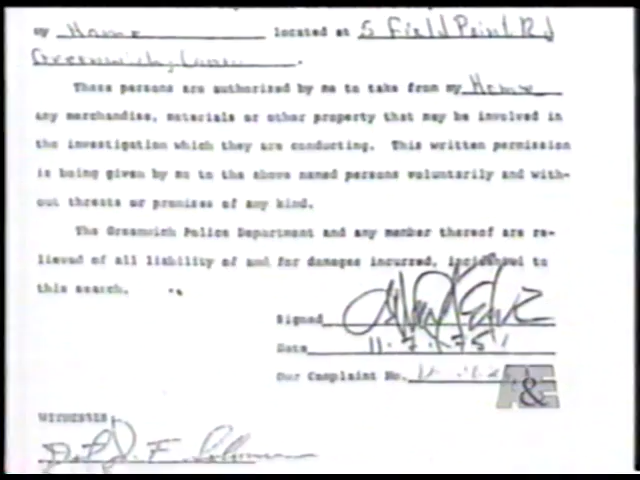 my Home located at 5 Field Point Rd
Greenwich, Conn.
These persons are authorized by me to take from my Home
any merchandise, materials or other property that may be involved in
the investigation which they are conducting. This written permission
is being given by me to the above named persons voluntarily and with-
out threats or promises of any kind.
The Greenwich Police Department and any member thereof are re-
lieved of all liability of and for damages incurred, incidental to
this search.
Signed
Date 11.7.75
Our Complaint No.
A&E
WITNESSES